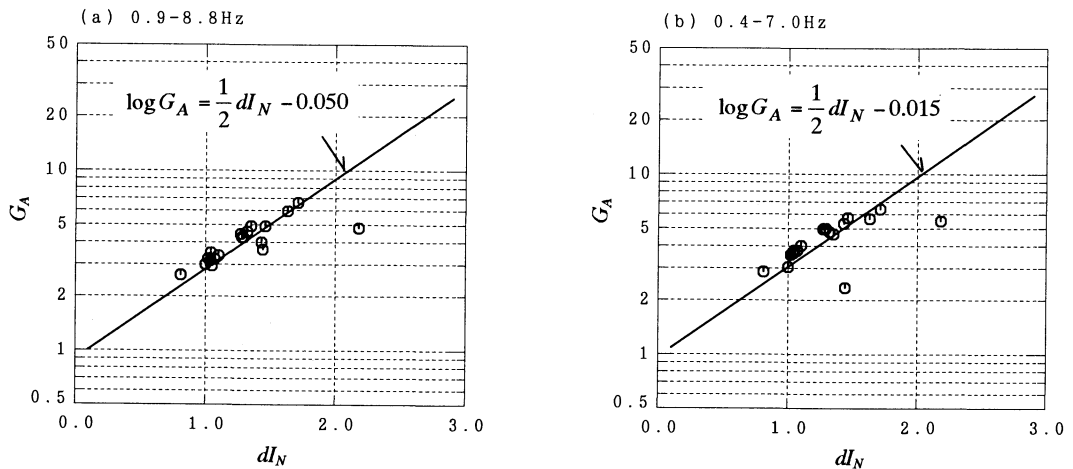 (a) 0.9-8.8Hz
50
20
10
5
2
1
0.5
G_A
log G_A = 1/2 dI_N - 0.050
0.0 1.0 2.0 3.0
dI_N
(b) 0.4-7.0Hz
50
20
10
5
2
1
0.5
G_A
log G_A = 1/2 dI_N - 0.015
0.0 1.0 2.0 3.0
dI_N